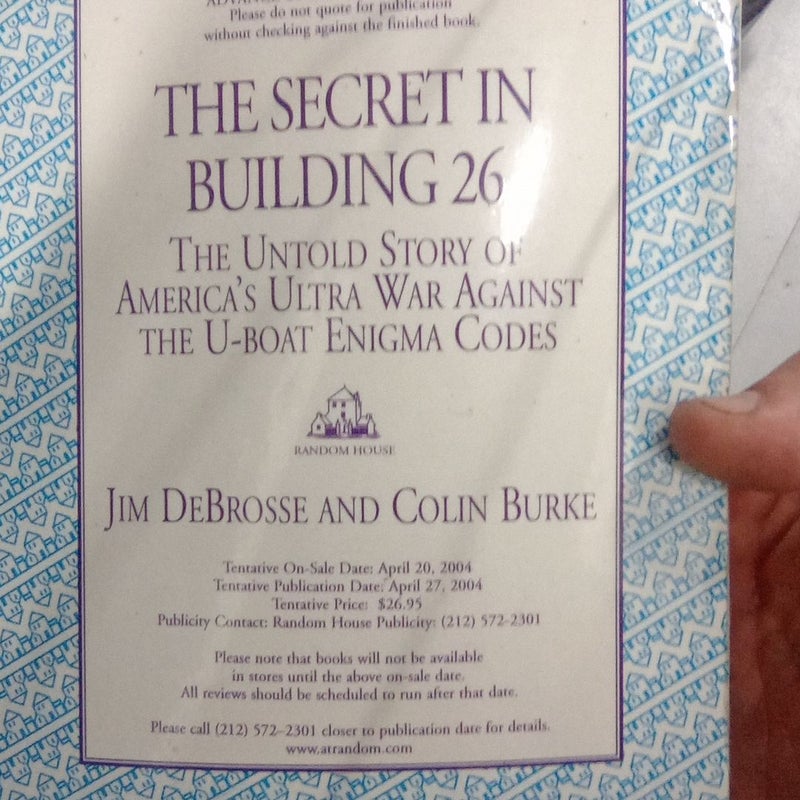 Please do not quote for publication
without checking against the finished book.
THE SECRET IN
BUILDING 26
THE UNTOLD STORY OF
AMERICA'S ULTRA WAR AGAINST
THE U-BOAT ENIGMA CODES
RANDOM HOUSE
JIM DEBROSSE AND COLIN BURKE
Tentative On-Sale Date: April 20, 2004
Tentative Publication Date: April 27, 2004
Tentative Price: $26.95
Publicity Contact: Random House Publicity: (212) 572-2301
Please note that books will not be available
in stores until the above on-sale date.
All reviews should be scheduled to run after that date.
Please call (212) 572-2301 closer to publication date for details.
www.atrandom.com